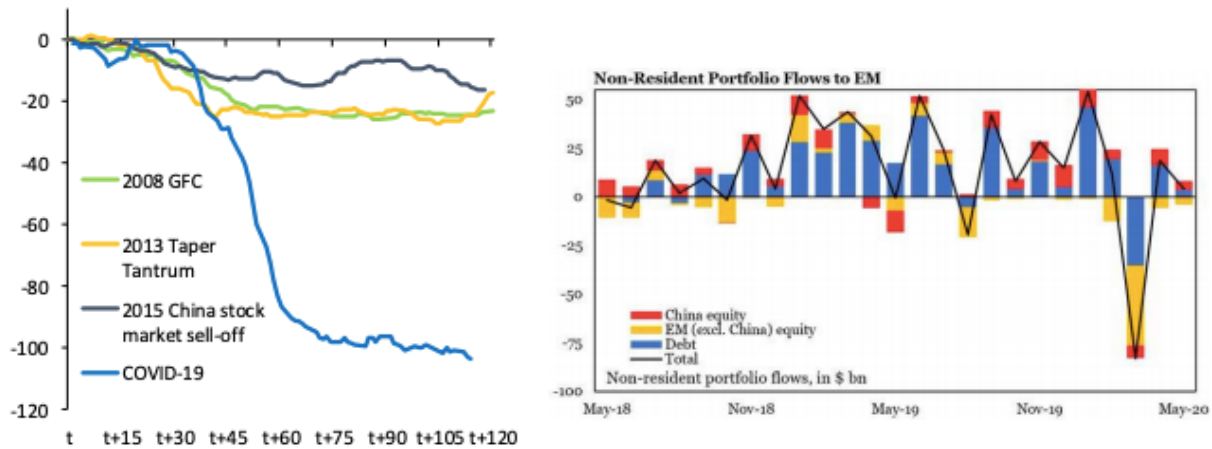 0
-20
-40
-60
-80
-100
-120
2008 GFC
2013 Taper
Tantrum
2015 China stock
market sell-off
COVID-19
t t+15 t+30 t+45 t+60 t+75 t+90 t+105 t+120
Non-Resident Portfolio Flows to EM
50
25
0
-25
-50
-75
-100
China equity
EM (excl. China) equity
Debt
Total
Non-resident portfolio flows, in $ bn
May-18 Nov-18 May-19 Nov-19 May-20